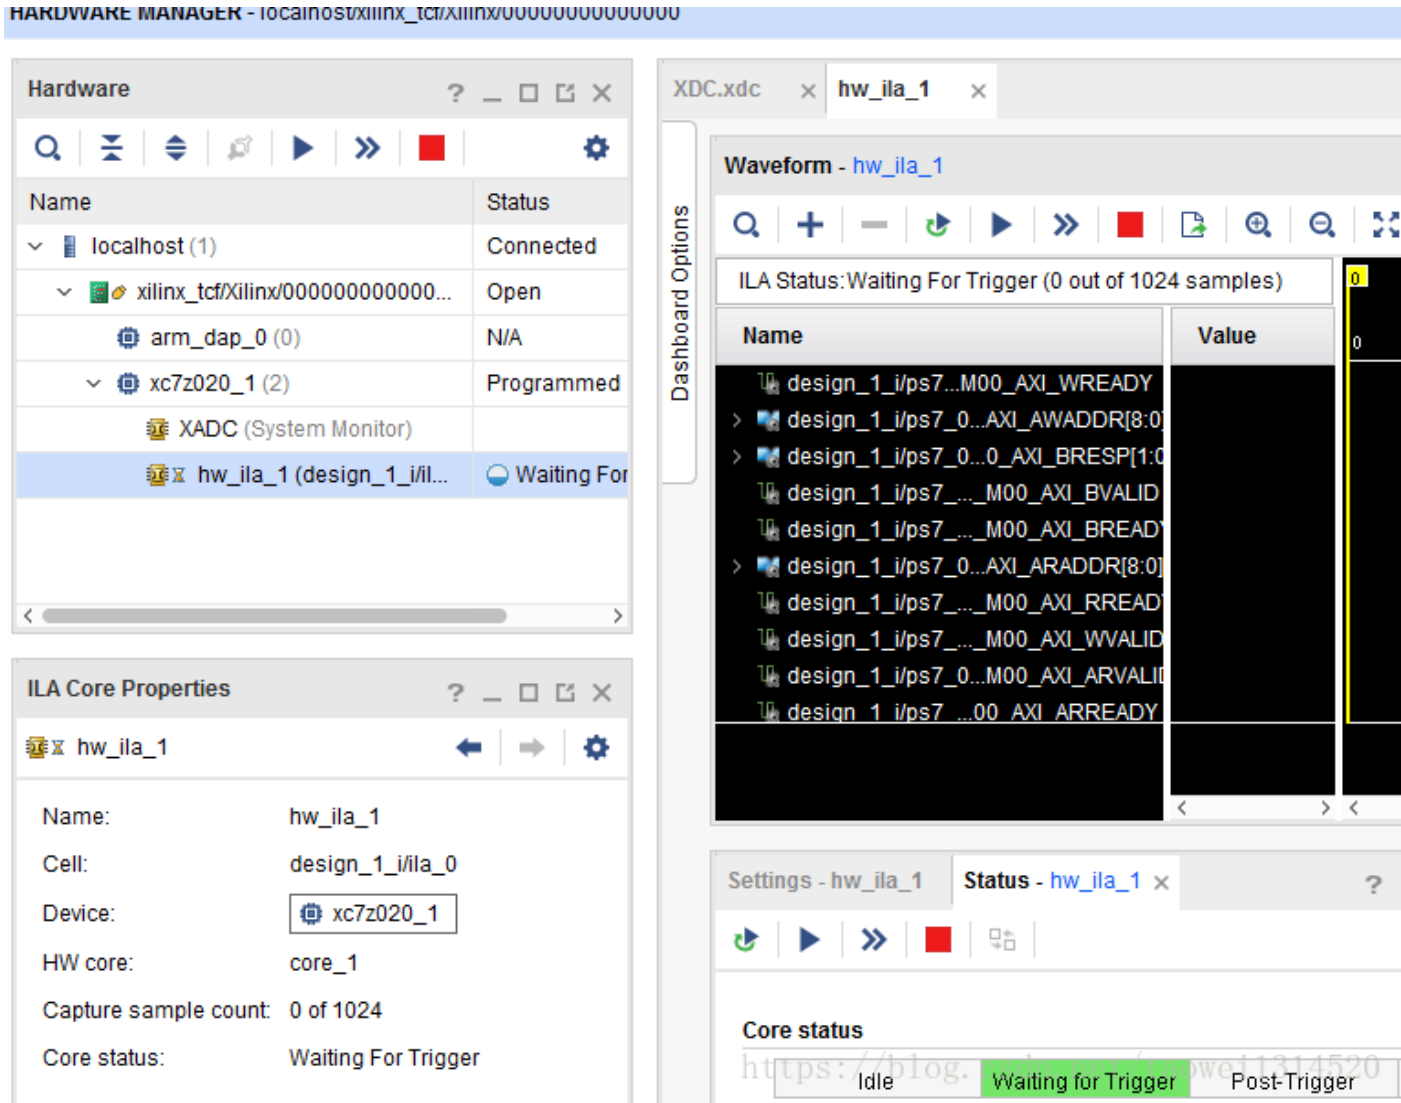 HARDWARE MANAGER - localhost/xilinx_tcf/Xilinx/00000000000000
Hardware
Name Status
localhost (1) Connected
xilinx_tcf/Xilinx/000000000000... Open
arm_dap_0 (0) N/A
xc7z020_1 (2) Programmed
XADC (System Monitor)
hw_ila_1 (design_1_i/il... Waiting For
ILA Core Properties
hw_ila_1
Name: hw_ila_1
Cell: design_1_i/ila_0
Device: xc7z020_1
HW core: core_1
Capture sample count: 0 of 1024
Core status: Waiting For Trigger
XDC.xdc hw_ila_1
Dashboard Options
Waveform - hw_ila_1
ILA Status:Waiting For Trigger (0 out of 1024 samples)
0
Name Value
0
design_1_i/ps7...M00_AXI_WREADY
design_1_i/ps7_0...AXI_AWADDR[8:0]
design_1_i/ps7_0...0_AXI_BRESP[1:0
design_1_i/ps7_..._M00_AXI_BVALID
design_1_i/ps7_..._M00_AXI_BREADY
design_1_i/ps7_0...AXI_ARADDR[8:0]
design_1_i/ps7_..._M00_AXI_RREADY
design_1_i/ps7_..._M00_AXI_WVALID
design_1_i/ps7_0...M00_AXI_ARVALID
design_1_i/ps7_...00_AXI_ARREADY
Settings - hw_ila_1 Status - hw_ila_1
Core status
Idle Waiting for Trigger Post-Trigger
https://blog.